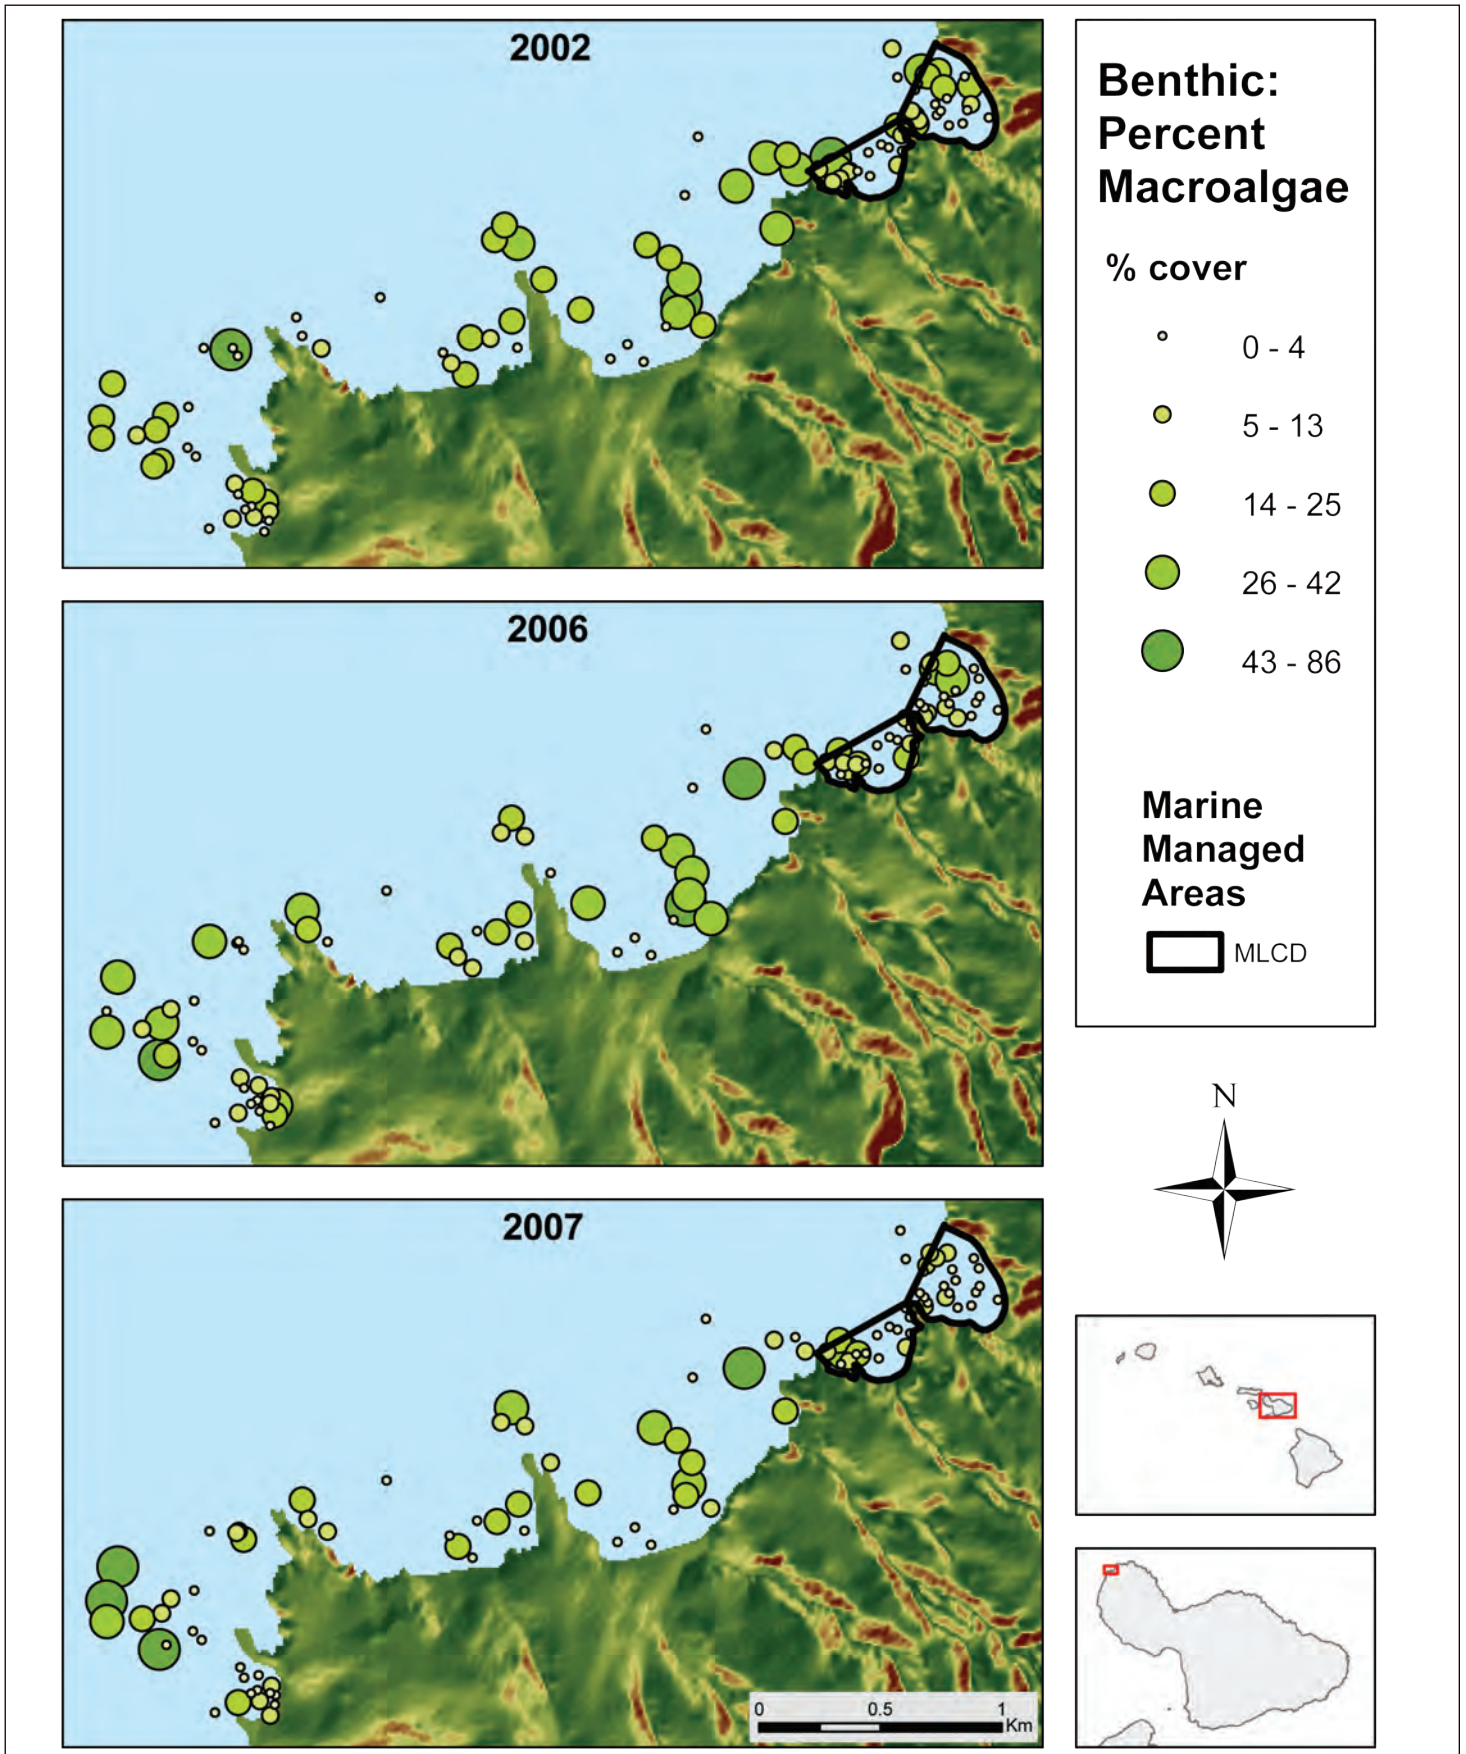 2002
2006
2007
0 0.5 1
Km
Benthic:
Percent
Macroalgae
% cover
0 - 4
5 - 13
14 - 25
26 - 42
43 - 86
Marine
Managed
Areas
MLCD
N